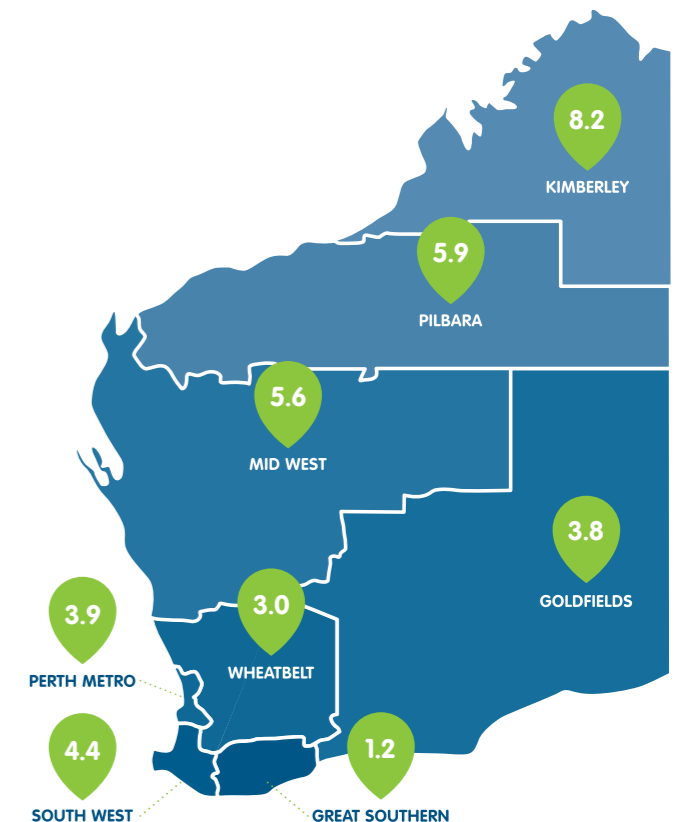 8.2
KIMBERLEY
5.9
PILBARA
5.6
MID WEST
3.8
GOLDFIELDS
3.0
WHEATBELT
3.9
PERTH METRO
4.4
SOUTH WEST
1.2
GREAT SOUTHERN